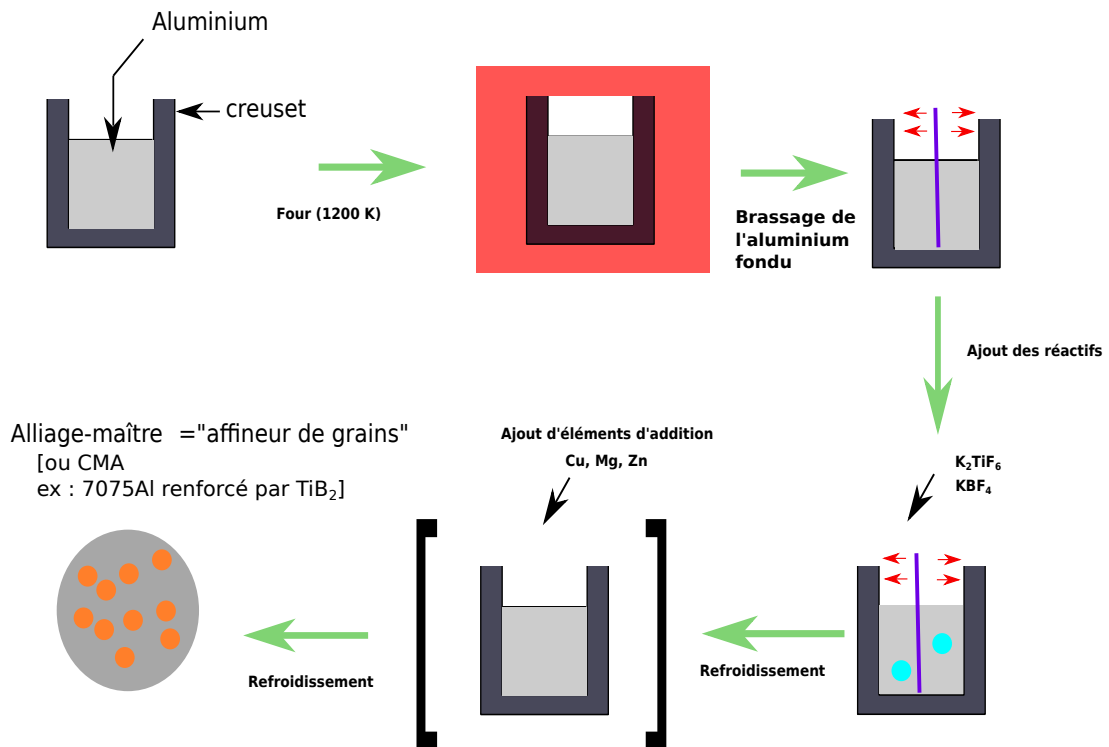 Aluminium
creuset
Four (1200 K)
Brassage de
l'aluminium
fondu
Ajout des réactifs
K₂TiF₆
KBF₄
Refroidissement
Ajout d'éléments d'addition
Cu, Mg, Zn
Refroidissement
Alliage-maître ="affineur de grains"
[ou CMA
ex : 7075Al renforcé par TiB₂]